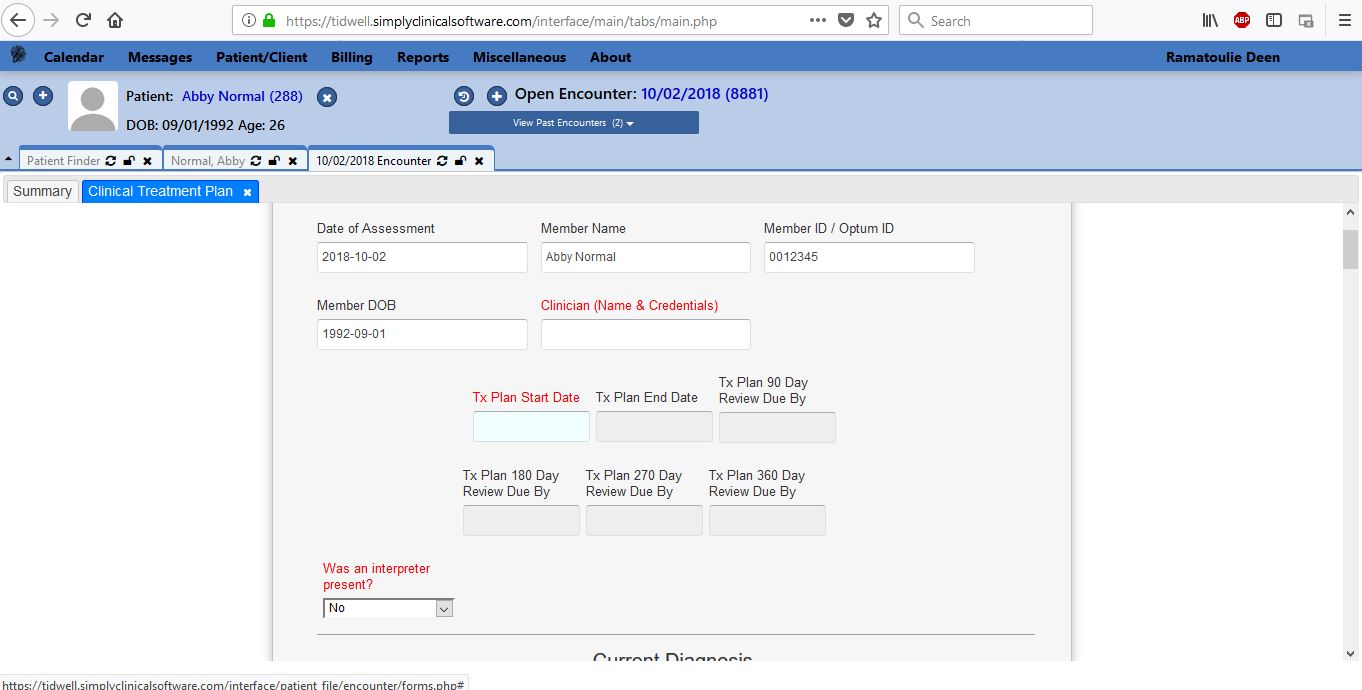 https://tidwell.simplyclinicalsoftware.com/interface/main/tabs/main.php
Search
ABP
Calendar Messages Patient/Client Billing Reports Miscellaneous About Ramatoulie Deen
Patient: Abby Normal (288)
DOB: 09/01/1992 Age: 26
Open Encounter: 10/02/2018 (8881)
View Past Encounters (2)
Patient Finder Normal, Abby 10/02/2018 Encounter
Summary Clinical Treatment Plan
Date of Assessment Member Name Member ID / Optum ID
2018-10-02 Abby Normal 0012345
Member DOB Clinician (Name & Credentials)
1992-09-01
Tx Plan Start Date Tx Plan End Date Tx Plan 90 Day
Review Due By
Tx Plan 180 Day Tx Plan 270 Day Tx Plan 360 Day
Review Due By Review Due By Review Due By
Was an interpreter
present?
No
Current Diagnosis
https://tidwell.simplyclinicalsoftware.com/interface/patient_file/encounter/forms.php#